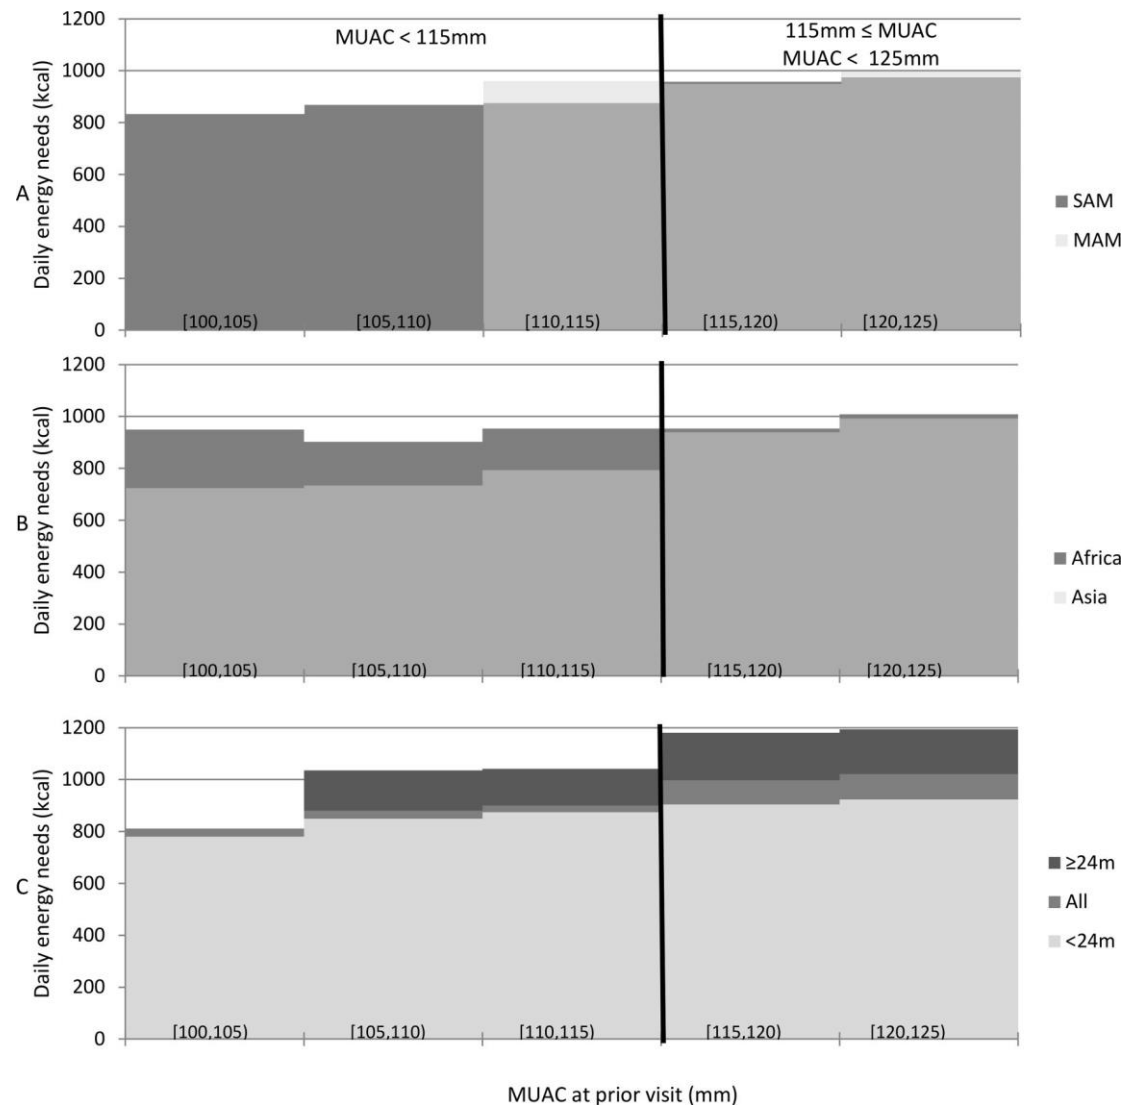 1200
1000
800
600
400
200
0
A
Daily energy needs (kcal)
MUAC < 115mm
115mm ≤ MUAC
MUAC < 125mm
[100,105)
[105,110)
[110,115)
[115,120)
[120,125)
SAM
MAM
1200
1000
800
600
400
200
0
B
Daily energy needs (kcal)
[100,105)
[105,110)
[110,115)
[115,120)
[120,125)
Africa
Asia
1200
1000
800
600
400
200
0
C
Daily energy needs (kcal)
[100,105)
[105,110)
[110,115)
[115,120)
[120,125)
≥24m
All
<24m
MUAC at prior visit (mm)